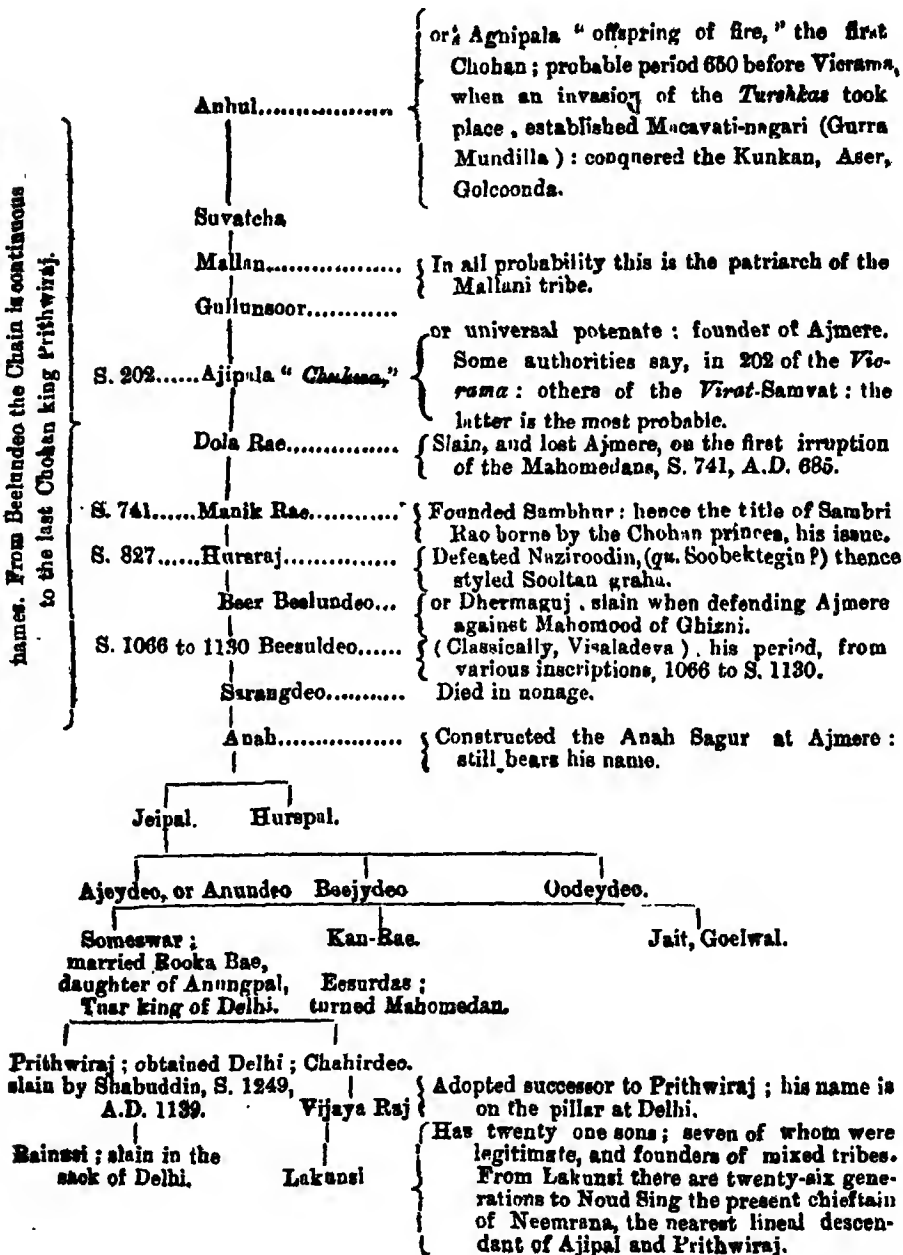 or, Agnipala “ offspring of fire,” the first
Chohan ; probable period 650 before Vicrama,
when an invasion of the Turshkas took
Anhul.................. place , established Macavati-nagari (Gurra
Mundilla ) : conqnered the Kunkan, Aser,
Golcoonda.
names. From Beelundeo the Chain is continuous
to the last Chohan king Prithwiraj.
Suvatcha
Mallan.................. In all probability this is the patriarch of the
Mallani tribe.
Gullunsoor............
or universal potenate : founder of Ajmere.
Some authorities say, in 202 of the Vic-
S. 202......Ajipala “ ” rama : others of the Virat-Samvat : the
latter is the most probable.
Dola Rae............... Slain, and lost Ajmere, on the first irruption
of the Mahomedans, S. 741, A.D. 685.
S. 741......Manik Rae............ Founded Sambhur : hence the title of Sambri
Rao borne by the Chohan princes, his issue.
S. 827......Hursraj............... Defeated Naziroodin, (qu. Soobektegin ?) thence
styled Sooltan graha.
Beer Beelundeo... or Dhermaguj . slain when defending Ajmere
against Mahomood of Ghizni.
S. 1066 to 1130 Beesuldeo...... ( Classically, Visaladeva ) . his period, from
various inscriptions, 1066 to S. 1130.
Sarangdeo........... Died in nonage.
Anah.................. Constructed the Anah Sagur at Ajmere :
still bears his name.
Jeipal. Hurspal.
Ajeydeo, or Anundeo Beejydeo Oodeydeo.
Someswar ; Kan-Rae. Jait, Goelwal.
married Rooka Bae,
daughter of Anungpal, Eesurdas ;
Tuar king of Delhi. turned Mahomedan.
Prithwiraj ; obtained Delhi ; Chahirdeo.
slain by Shabuddin, S. 1249, Adopted successor to Prithwiraj ; his name is
A.D. 1139. Vijaya Raj on the pillar at Delhi.
Has twenty one sons ; seven of whom were
Rainssi ; slain in the legitimate, and founders of mixed tribes.
sack of Delhi. Lakunsi From Lakunsi there are twenty-six gene-
rations to Noud Sing the present chieftain
of Neemrana, the nearest lineal descen-
dant of Ajipal and Prithwiraj.